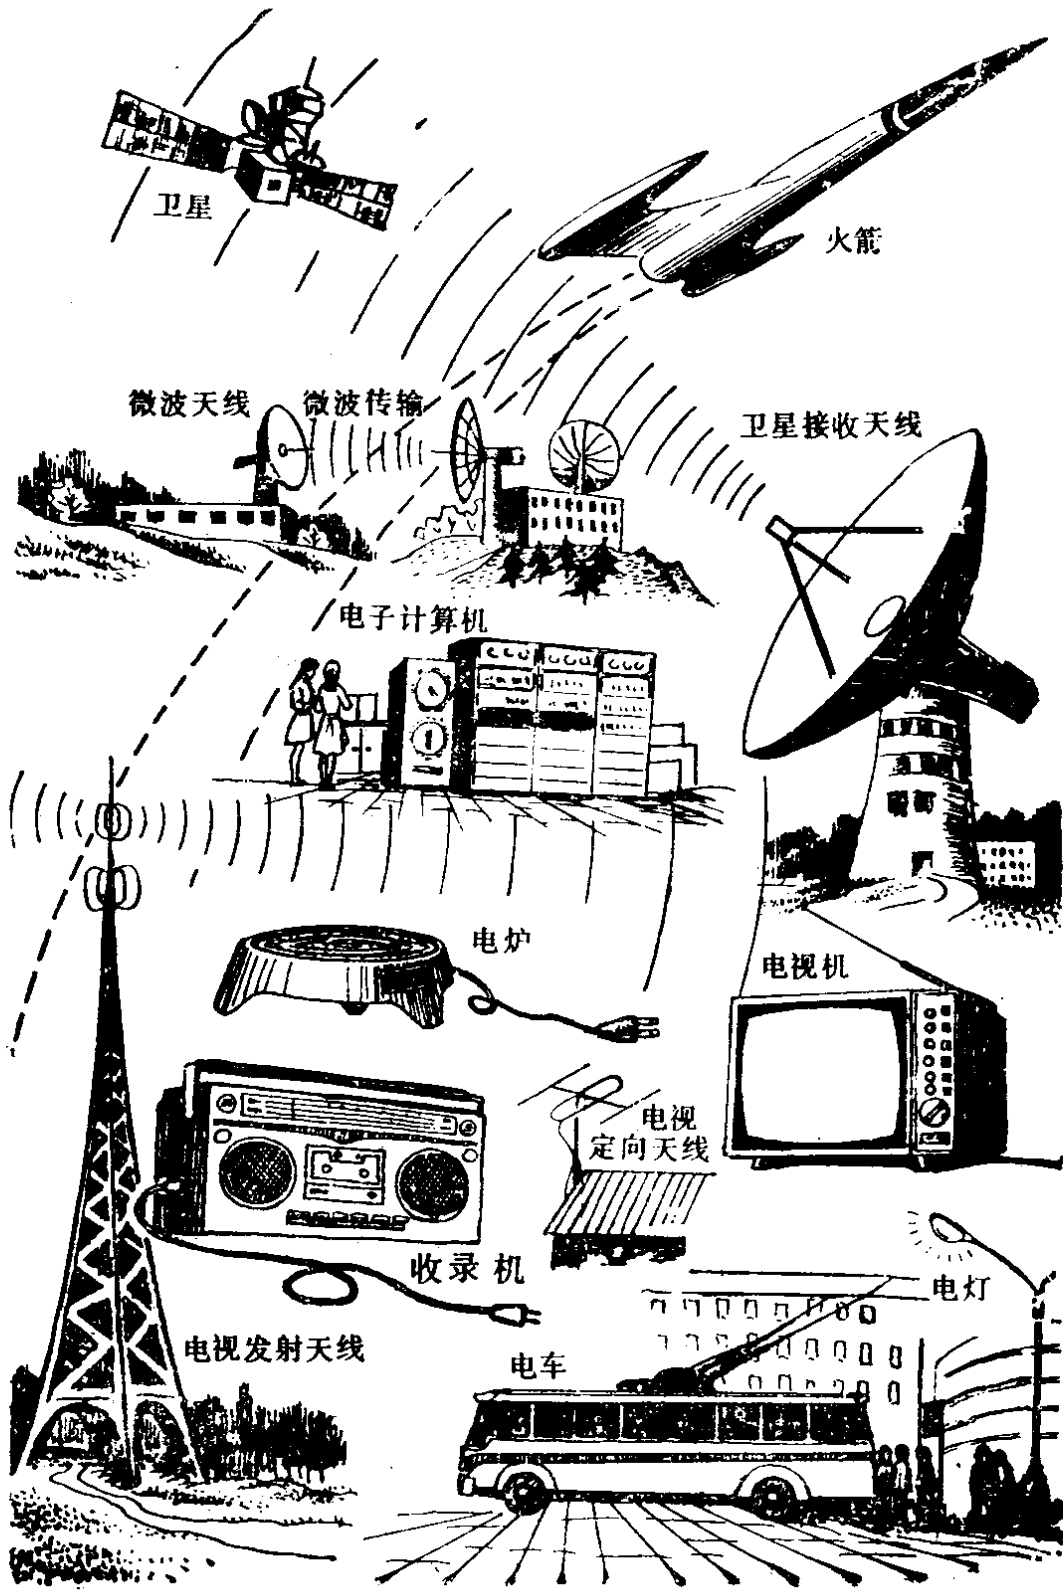 卫星
火箭
微波天线
微波传输
卫星接收天线
电子计算机
电炉
电视机
电视
定向天线
收录机
电灯
电视发射天线
电车